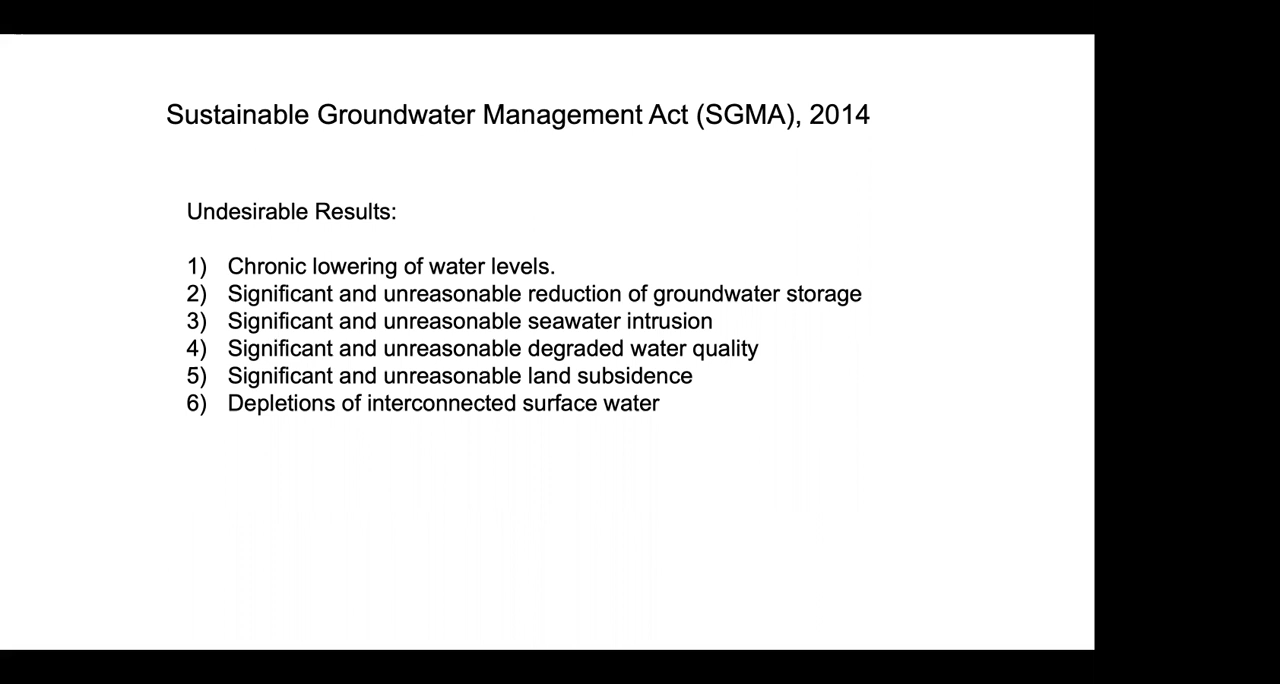 Sustainable Groundwater Management Act (SGMA), 2014
Undesirable Results:
1) Chronic lowering of water levels.
2) Significant and unreasonable reduction of groundwater storage
3) Significant and unreasonable seawater intrusion
4) Significant and unreasonable degraded water quality
5) Significant and unreasonable land subsidence
6) Depletions of interconnected surface water